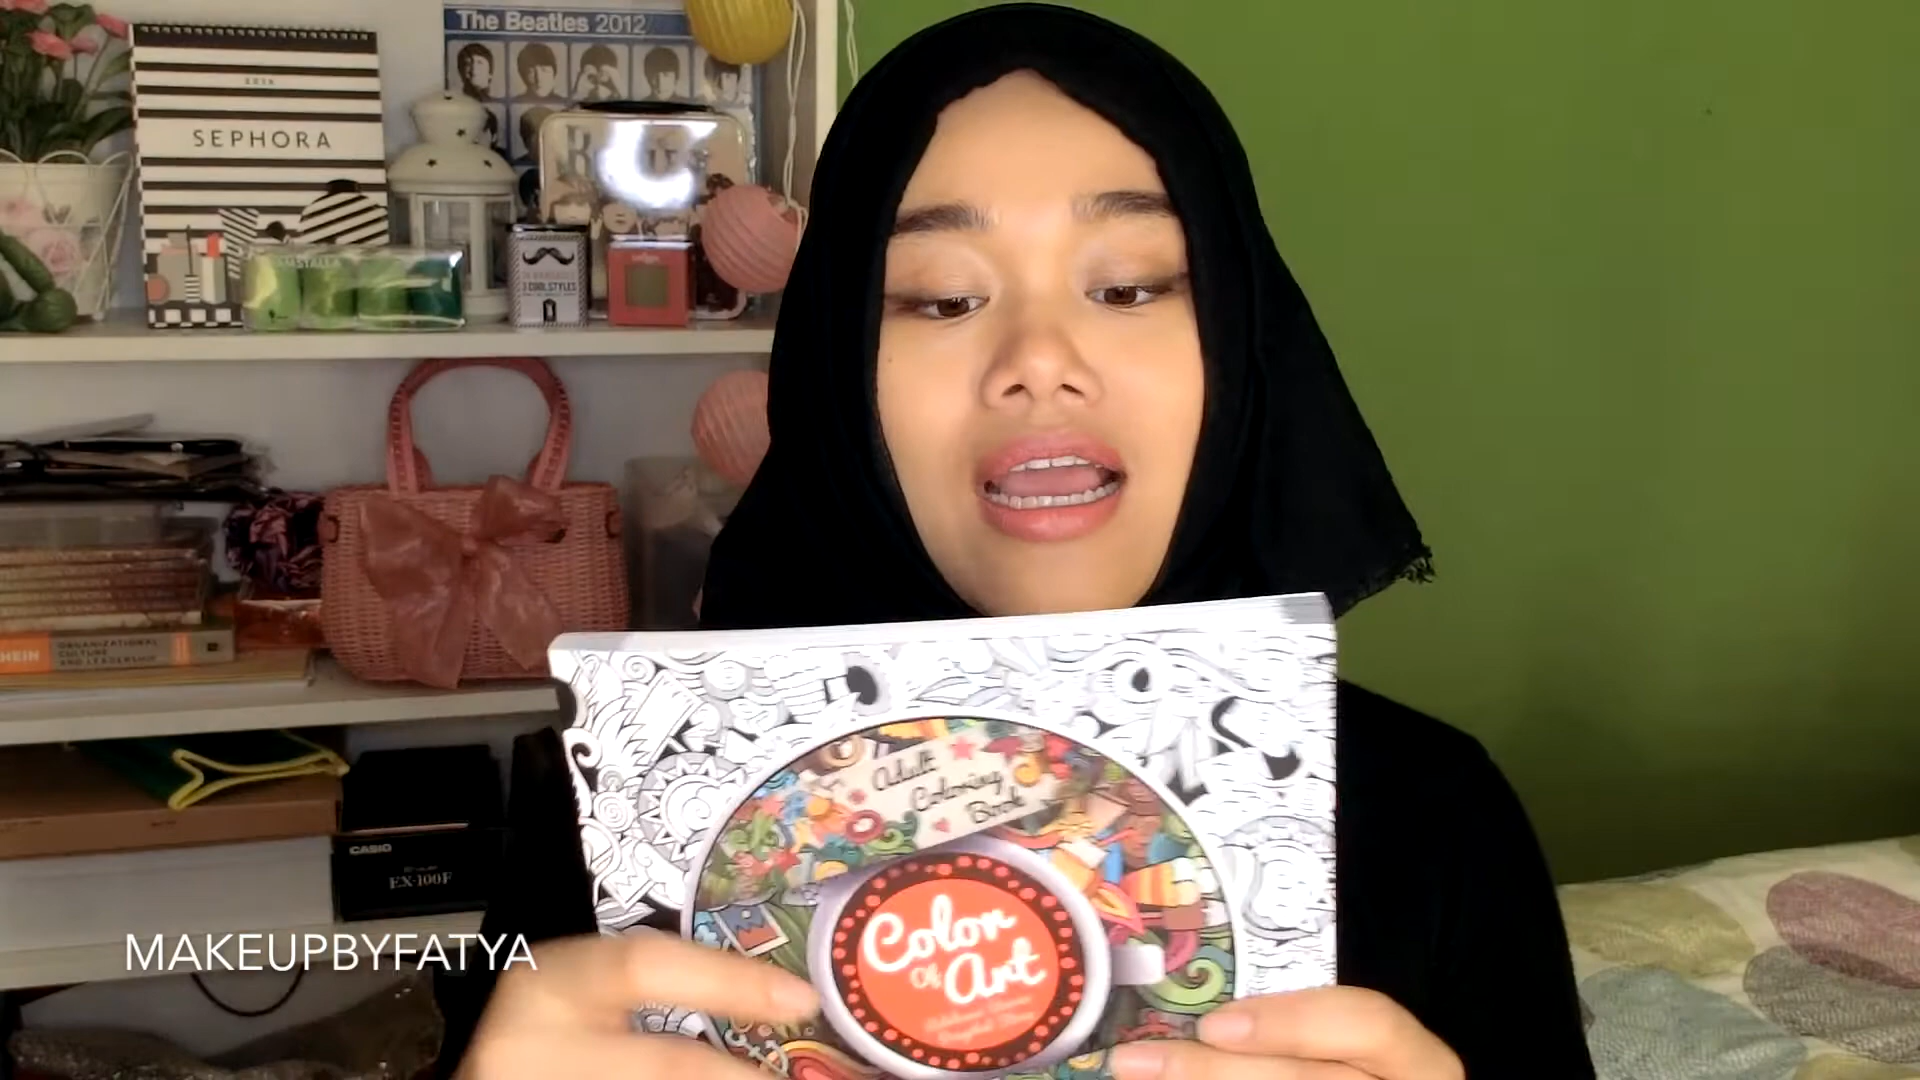 The Beatles 2012
SEPHORA
3 COOL STYLES
ORGANIZATIONAL
CULTURE
AND LEADERSHIP
HEIN
CASIO
EX-100F
MAKEUPBYFATYA
Adult
Coloring
Book
Color
Of
Art